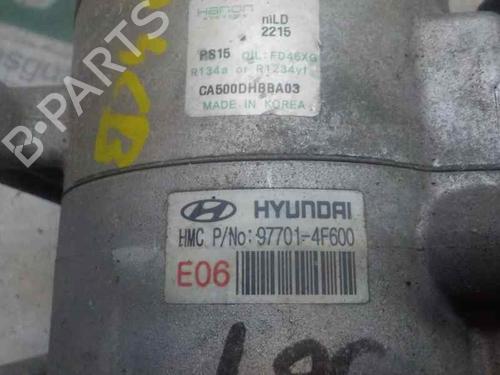 Hanon
SYSTEMS
niLD
2215
PS15 OIL: FD46XG
R134a or R1234yf
CA500DHBBA03
MADE IN KOREA
HYUNDAI
HMC P/No: 97701-4F600
E06